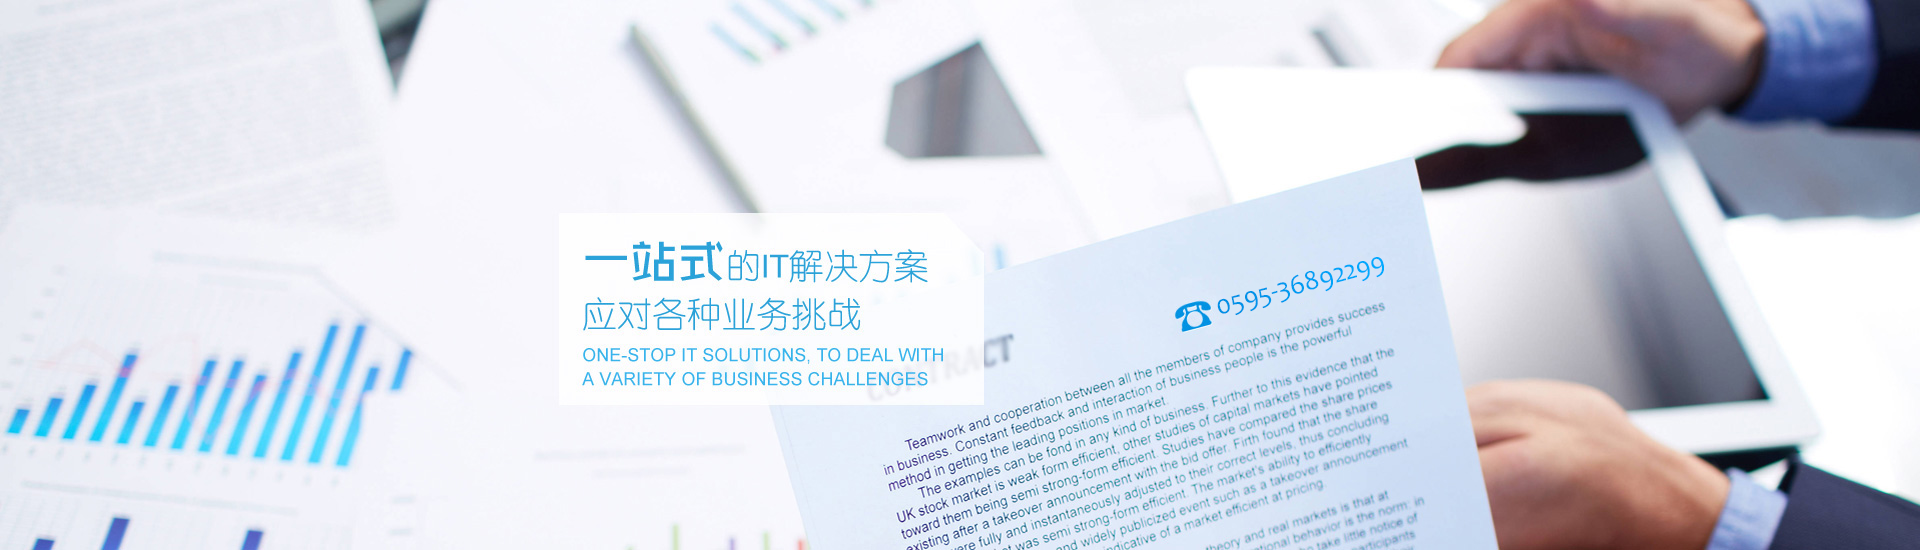 一站式的IT解决方案
应对各种业务挑战
ONE-STOP IT SOLUTIONS, TO DEAL WITH
A VARIETY OF BUSINESS CHALLENGES
0595-36892299
CONTRACT
Teamwork and cooperation between all the members of company provides success
in business. Constant feedback and interaction of business people is the powerful
method in getting the leading positions in market.
The examples can be fond in any kind of business. Further to this evidence that the
UK stock market is weak form efficient, other studies of capital markets have pointed
toward them being semi strong-form efficient. Studies have compared the share prices
existing after a takeover announcement with the bid offer. Firth found that the share
were fully and instantaneously adjusted to their correct levels, thus concluding
was semi strong-form efficient. The market's ability to efficiently
and widely publicized event such as a takeover announcement
indicative of a market efficient at pricing
theory and real markets is that at
behavior is the norm: in
take little notice of
participants